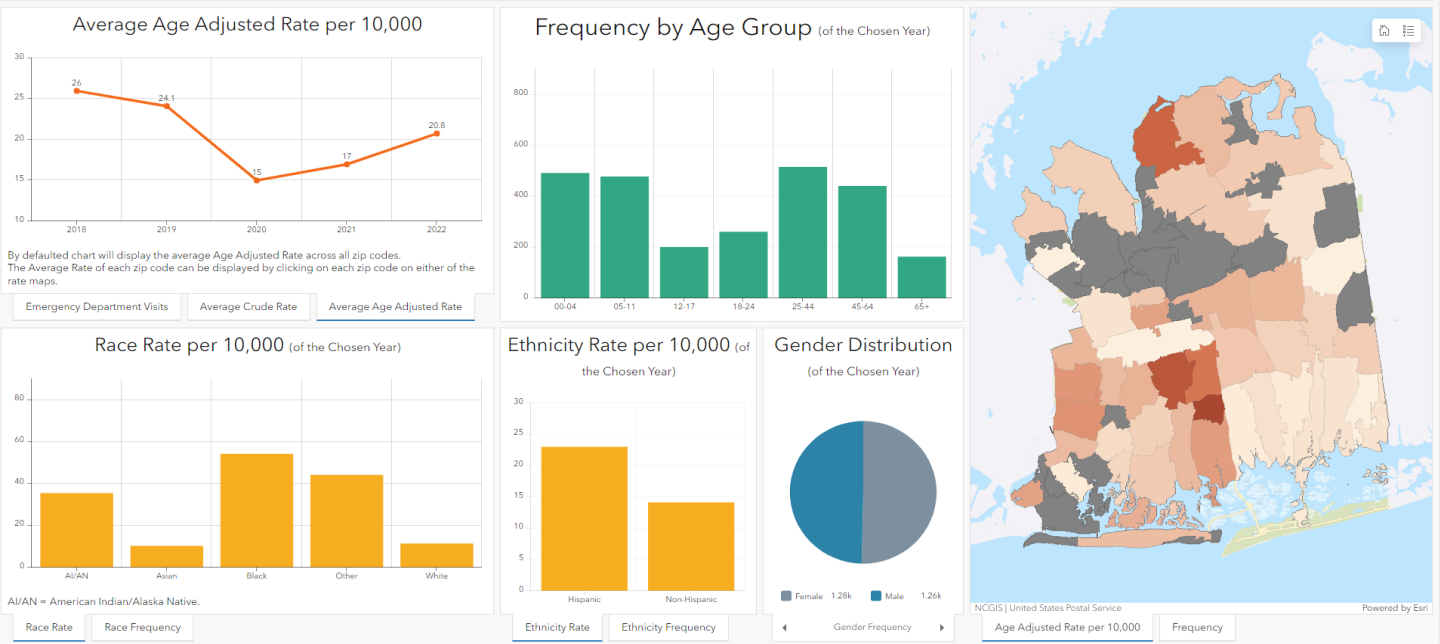 Average Age Adjusted Rate per 10,000
30
25
20
15
10
26
24.1
15
17
20.8
2018 2019 2020 2021 2022
By defaulted chart will display the average Age Adjusted Rate across all zip codes.
The Average Rate of each zip code can be displayed by clicking on each zip code on either of the
rate maps.
Emergency Department Visits Average Crude Rate Average Age Adjusted Rate
Frequency by Age Group (of the Chosen Year)
800
600
400
200
0
00-04 05-11 12-17 18-24 25-44 45-64 65+
Race Rate per 10,000 (of the Chosen Year)
80
60
40
20
0
AI/AN Asian Black Other White
AI/AN = American Indian/Alaska Native.
Race Rate Race Frequency
Ethnicity Rate per 10,000 (of
the Chosen Year)
30
25
20
15
10
5
0
Hispanic Non-Hispanic
Ethnicity Rate Ethnicity Frequency
Gender Distribution
(of the Chosen Year)
Female 1.28k Male 1.26k
Gender Frequency
NCGIS | United States Postal Service Powered by Esri
Age Adjusted Rate per 10,000 Frequency